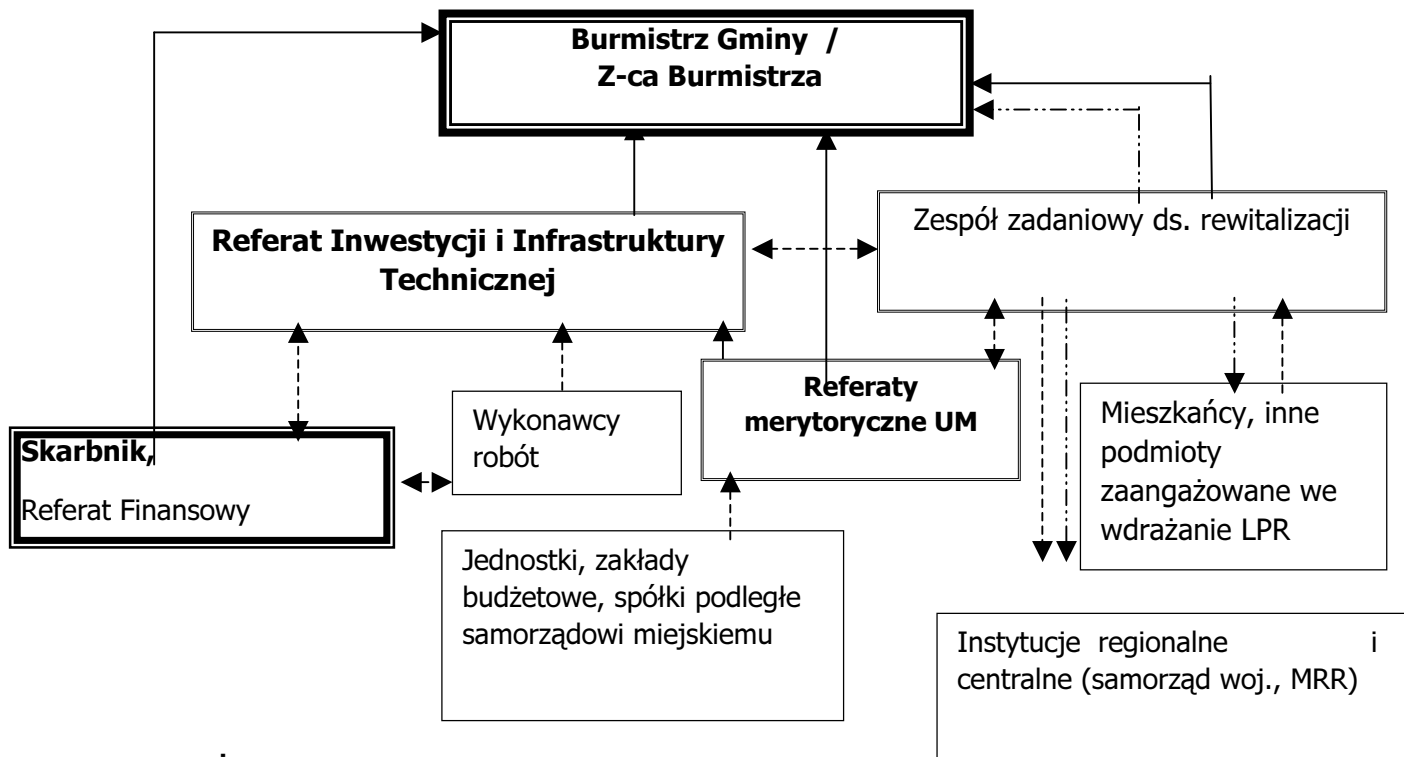 Burmistrz Gminy /
Z-ca Burmistrza
Zespół zadaniowy ds. rewitalizacji
Referat Inwestycji i Infrastruktury
Technicznej
Referaty
merytoryczne UM
Wykonawcy
robót
Mieszkańcy, inne
podmioty
zaangażowane we
wdrażanie LPR
Skarbnik,
Referat Finansowy
Jednostki, zakłady
budżetowe, spółki podległe
samorządowi miejskiemu
Instytucje regionalne i
centralne (samorząd woj., MRR)